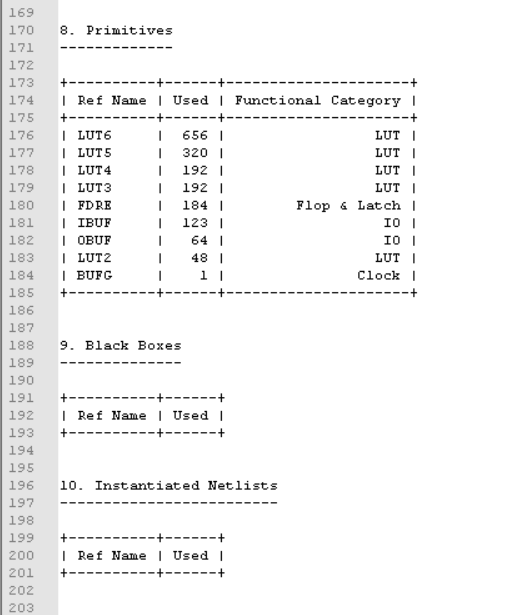 169
170 8. Primitives
171 -------------
172
173 +----------+------+---------------------+
174 | Ref Name | Used | Functional Category |
175 +----------+------+---------------------+
176 | LUT6     |  656 |                 LUT |
177 | LUT5     |  320 |                 LUT |
178 | LUT4     |  192 |                 LUT |
179 | LUT3     |  192 |                 LUT |
180 | FDRE     |  184 |        Flop & Latch |
181 | IBUF     |  123 |                  IO |
182 | OBUF     |   64 |                  IO |
183 | LUT2     |   48 |                 LUT |
184 | BUFG     |    1 |               Clock |
185 +----------+------+---------------------+
186
187
188 9. Black Boxes
189 --------------
190
191 +----------+------+
192 | Ref Name | Used |
193 +----------+------+
194
195
196 10. Instantiated Netlists
197 -------------------------
198
199 +----------+------+
200 | Ref Name | Used |
201 +----------+------+
202
203